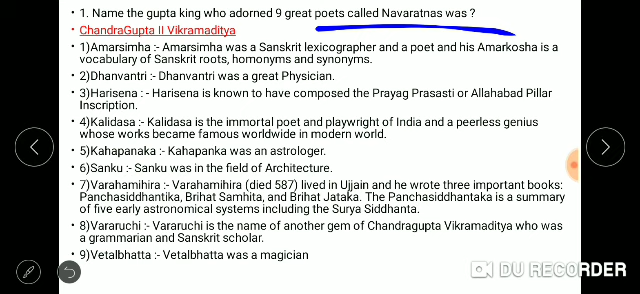 • 1. Name the gupta king who adorned 9 great poets called Navaratnas was ?
• ChandraGupta II Vikramaditya
• 1)Amarsimha :- Amarsimha was a Sanskrit lexicographer and a poet and his Amarkosha is a
vocabulary of Sanskrit roots, homonyms and synonyms.
• 2)Dhanvantri :- Dhanvantri was a great Physician.
• 3)Harisena : - Harisena is known to have composed the Prayag Prasasti or Allahabad Pillar
Inscription.
• 4)Kalidasa :- Kalidasa is the immortal poet and playwright of India and a peerless genius
whose works became famous worldwide in modern world.
• 5)Kahapanaka :- Kahapanka was an astrologer.
• 6)Sanku :- Sanku was in the field of Architecture.
• 7)Varahamihira :- Varahamihira (died 587) lived in Ujjain and he wrote three important books:
Panchasiddhantika, Brihat Samhita, and Brihat Jataka. The Panchasiddhantaka is a summary
of five early astronomical systems including the Surya Siddhanta.
• 8)Vararuchi :- Vararuchi is the name of another gem of Chandragupta Vikramaditya who was
a grammarian and Sanskrit scholar.
• 9)Vetalbhatta :- Vetalbhatta was a magician
DU RECORDER